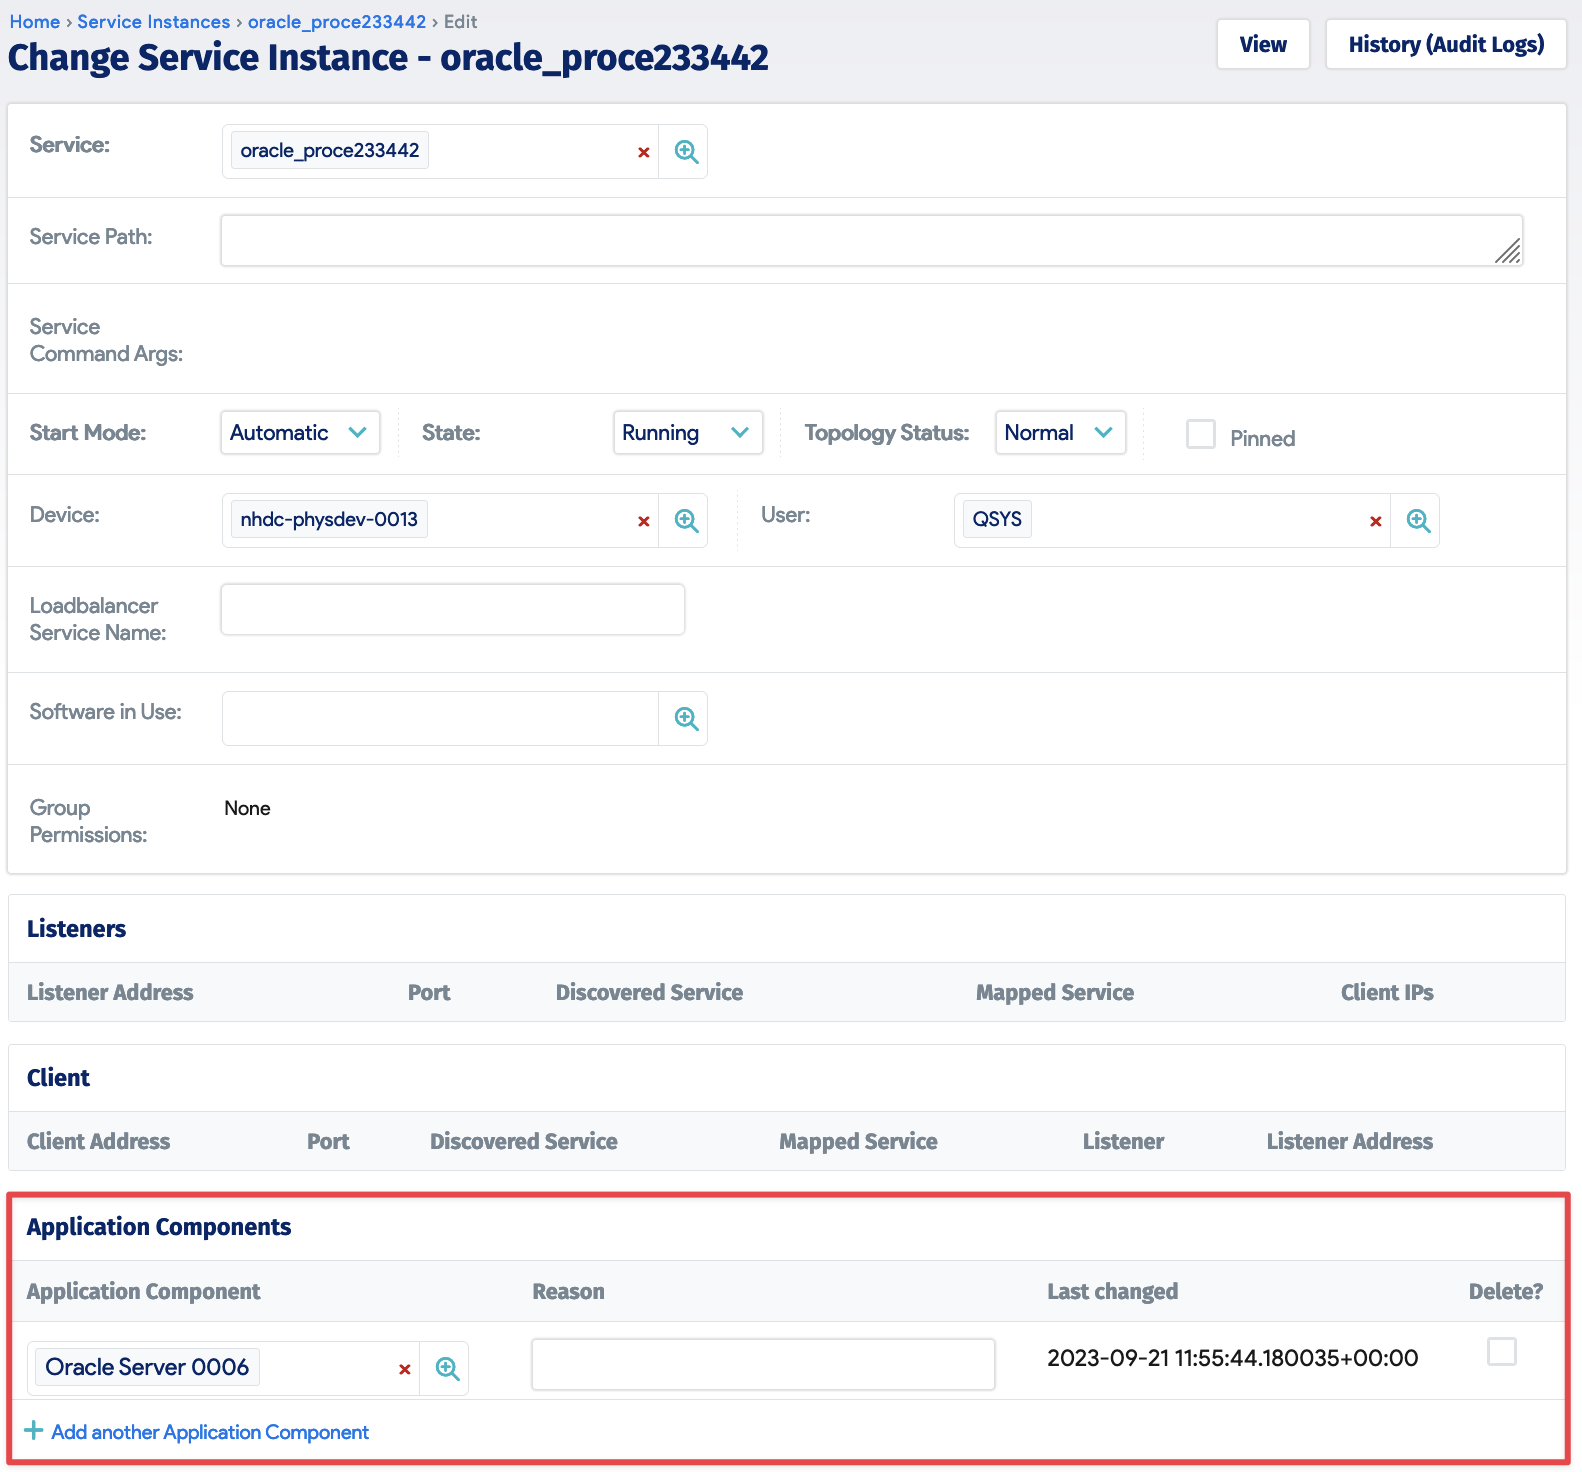 Home › Service Instances › oracle_proce233442 › Edit
Change Service Instance - oracle_proce233442
View
History (Audit Logs)
Service:
oracle_proce233442
Service Path:
Service
Command Args:
Start Mode:
Automatic
State:
Running
Topology Status:
Normal
Pinned
Device:
nhdc-physdev-0013
User:
QSYS
Loadbalancer
Service Name:
Software in Use:
Group
Permissions:
None
Listeners
Listener Address
Port
Discovered Service
Mapped Service
Client IPs
Client
Client Address
Port
Discovered Service
Mapped Service
Listener
Listener Address
Application Components
Application Component
Reason
Last changed
Delete?
Oracle Server 0006
2023-09-21 11:55:44.180035+00:00
Add another Application Component